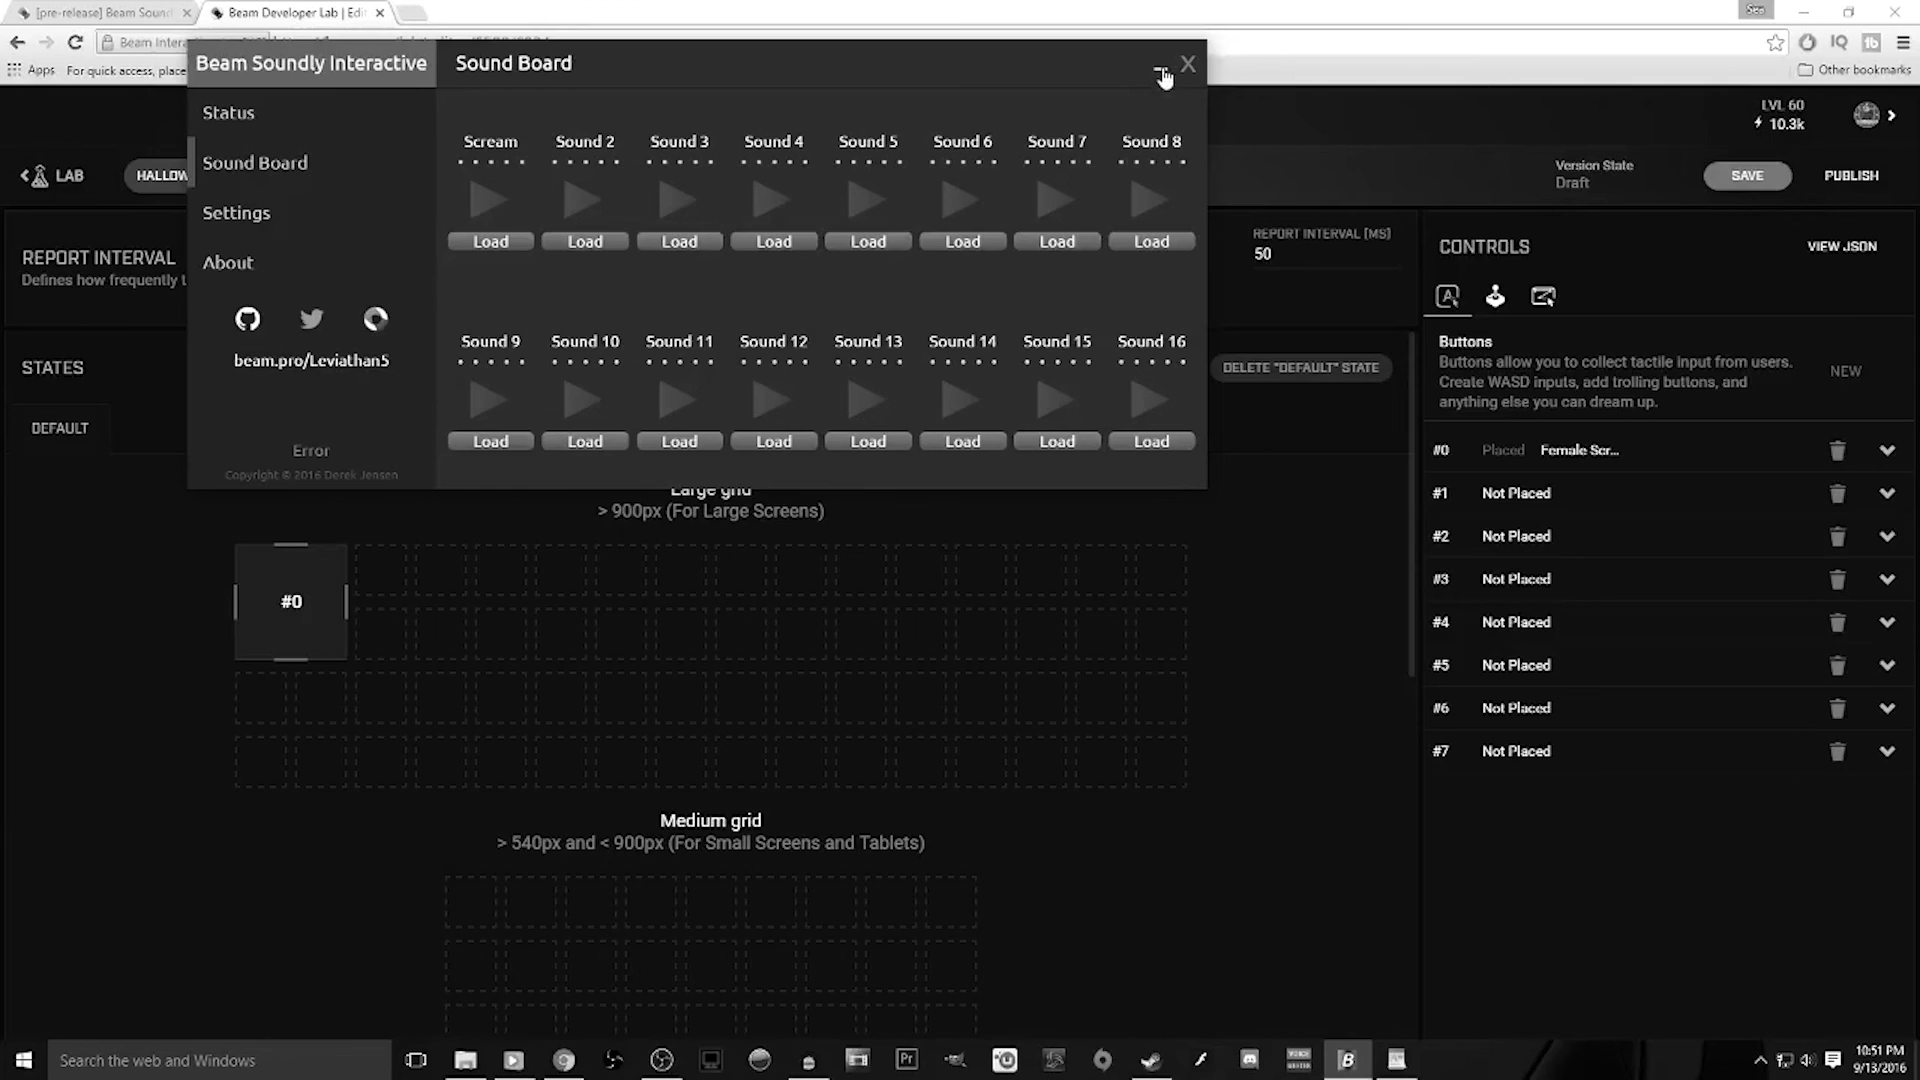 [pre-release] Beam Sound
Beam Developer Lab | Edi
Beam Intera
Apps
For quick access, place
Other bookmarks
Beam Soundly Interactive
Sound Board
X
Status
Sound Board
Settings
About
beam.pro/Leviathan5
Error
Copyright © 2016 Derek Jensen
Scream
Sound 2
Sound 3
Sound 4
Sound 5
Sound 6
Sound 7
Sound 8
Load
Load
Load
Load
Load
Load
Load
Load
Sound 9
Sound 10
Sound 11
Sound 12
Sound 13
Sound 14
Sound 15
Sound 16
Load
Load
Load
Load
Load
Load
Load
Load
LVL 60
10.3k
LAB
HALLOW
Version State
Draft
SAVE
PUBLISH
REPORT INTERVAL
Defines how frequently t
REPORT INTERVAL [MS]
50
STATES
DEFAULT
DELETE "DEFAULT" STATE
Large grid
> 900px (For Large Screens)
#0
Medium grid
> 540px and < 900px (For Small Screens and Tablets)
CONTROLS
VIEW JSON
Buttons
Buttons allow you to collect tactile input from users.
Create WASD inputs, add trolling buttons, and
anything else you can dream up.
NEW
#0 Placed Female Scr...
#1 Not Placed
#2 Not Placed
#3 Not Placed
#4 Not Placed
#5 Not Placed
#6 Not Placed
#7 Not Placed
Search the web and Windows
Pr
10:51 PM
9/13/2016